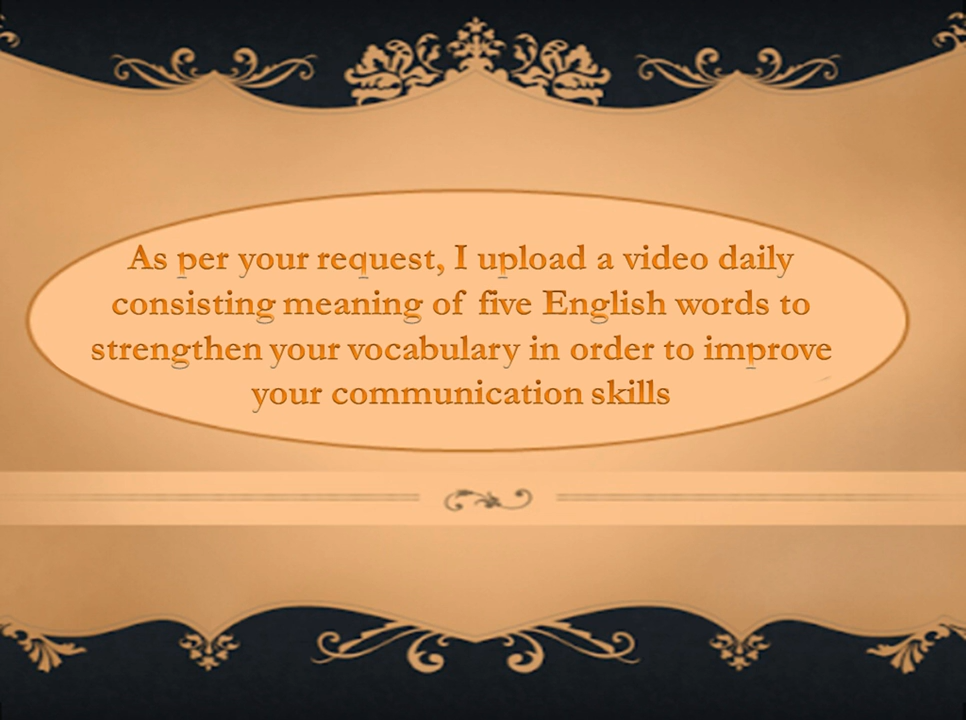 As per your request, I upload a video daily
consisting meaning of five English words to
strengthen your vocabulary in order to improve
your communication skills